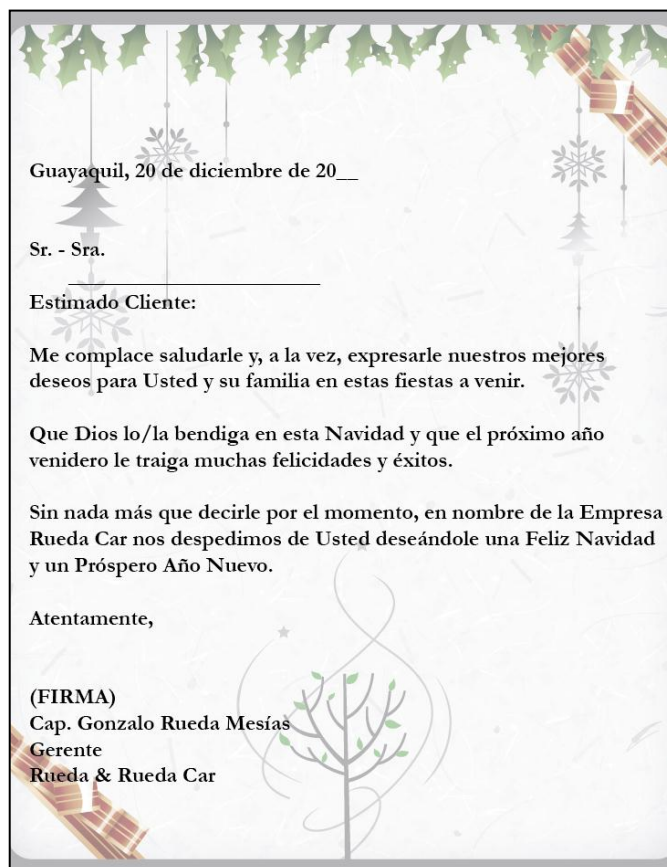 Guayaquil, 20 de diciembre de 20__
Sr. - Sra.
_______________________
Estimado Cliente:
Me complace saludarle y, a la vez, expresarle nuestros mejores
deseos para Usted y su familia en estas fiestas a venir.
Que Dios lo/la bendiga en esta Navidad y que el próximo año
venidero le traiga muchas felicidades y éxitos.
Sin nada más que decirle por el momento, en nombre de la Empresa
Rueda Car nos despedimos de Usted deseándole una Feliz Navidad
y un Próspero Año Nuevo.
Atentamente,
(FIRMA)
Cap. Gonzalo Rueda Mesías
Gerente
Rueda & Rueda Car